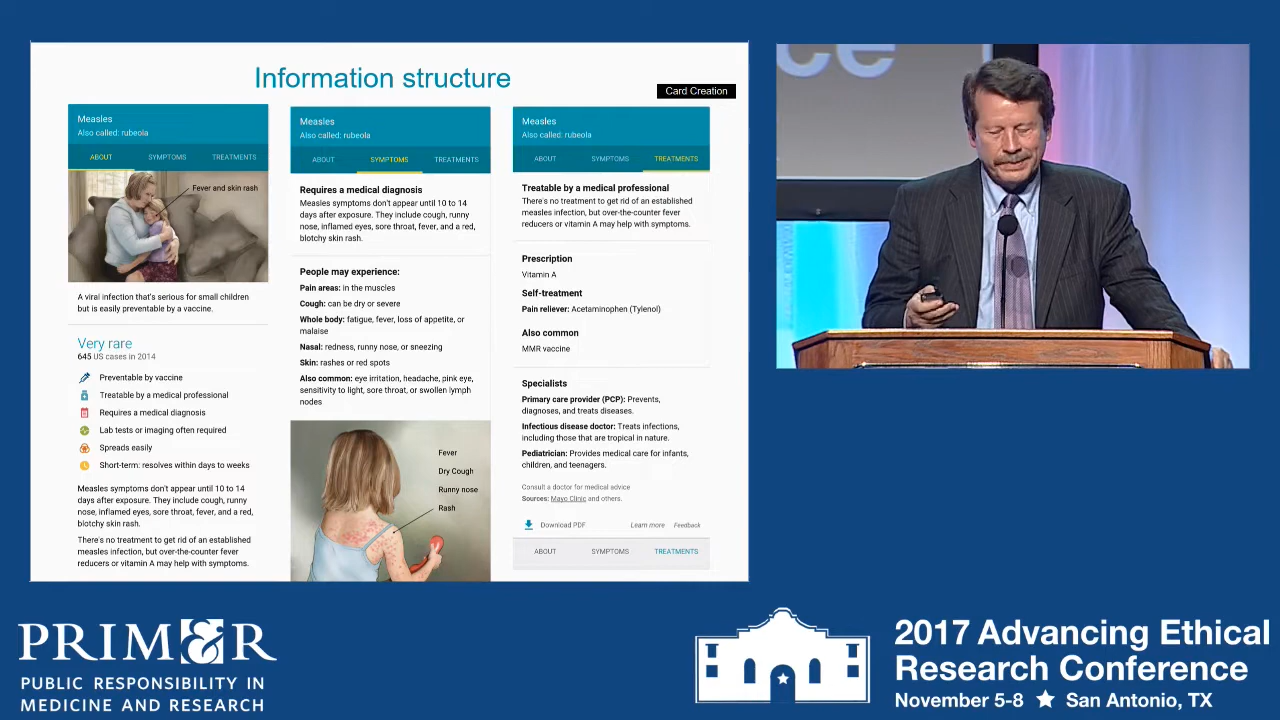 Information structure
Card Creation
Measles
Also called: rubeola
ABOUT SYMPTOMS TREATMENTS
Fever and skin rash
A viral infection that's serious for small children
but is easily preventable by a vaccine.
Very rare
645 US cases in 2014
Preventable by vaccine
Treatable by a medical professional
Requires a medical diagnosis
Lab tests or imaging often required
Spreads easily
Short-term: resolves within days to weeks
Measles symptoms don't appear until 10 to 14
days after exposure. They include cough, runny
nose, inflamed eyes, sore throat, fever, and a red,
blotchy skin rash.
There's no treatment to get rid of an established
measles infection, but over-the-counter fever
reducers or vitamin A may help with symptoms.
Measles
Also called: rubeola
ABOUT SYMPTOMS TREATMENTS
Requires a medical diagnosis
Measles symptoms don't appear until 10 to 14
days after exposure. They include cough, runny
nose, inflamed eyes, sore throat, fever, and a red,
blotchy skin rash.
People may experience:
Pain areas: in the muscles
Cough: can be dry or severe
Whole body: fatigue, fever, loss of appetite, or
malaise
Nasal: redness, runny nose, or sneezing
Skin: rashes or red spots
Also common: eye irritation, headache, pink eye,
sensitivity to light, sore throat, or swollen lymph
nodes
Fever
Dry Cough
Runny nose
Rash
Measles
Also called: rubeola
ABOUT SYMPTOMS TREATMENTS
Treatable by a medical professional
There's no treatment to get rid of an established
measles infection, but over-the-counter fever
reducers or vitamin A may help with symptoms.
Prescription
Vitamin A
Self-treatment
Pain reliever: Acetaminophen (Tylenol)
Also common
MMR vaccine
Specialists
Primary care provider (PCP): Prevents,
diagnoses, and treats diseases.
Infectious disease doctor: Treats infections,
including those that are tropical in nature.
Pediatrician: Provides medical care for infants,
children, and teenagers.
Consult a doctor for medical advice
Sources: Mayo Clinic and others.
Download PDF Learn more Feedback
ABOUT SYMPTOMS TREATMENTS
ce
PRIM&R
PUBLIC RESPONSIBILITY IN
MEDICINE AND RESEARCH
2017 Advancing Ethical
Research Conference
November 5-8 ★ San Antonio, TX